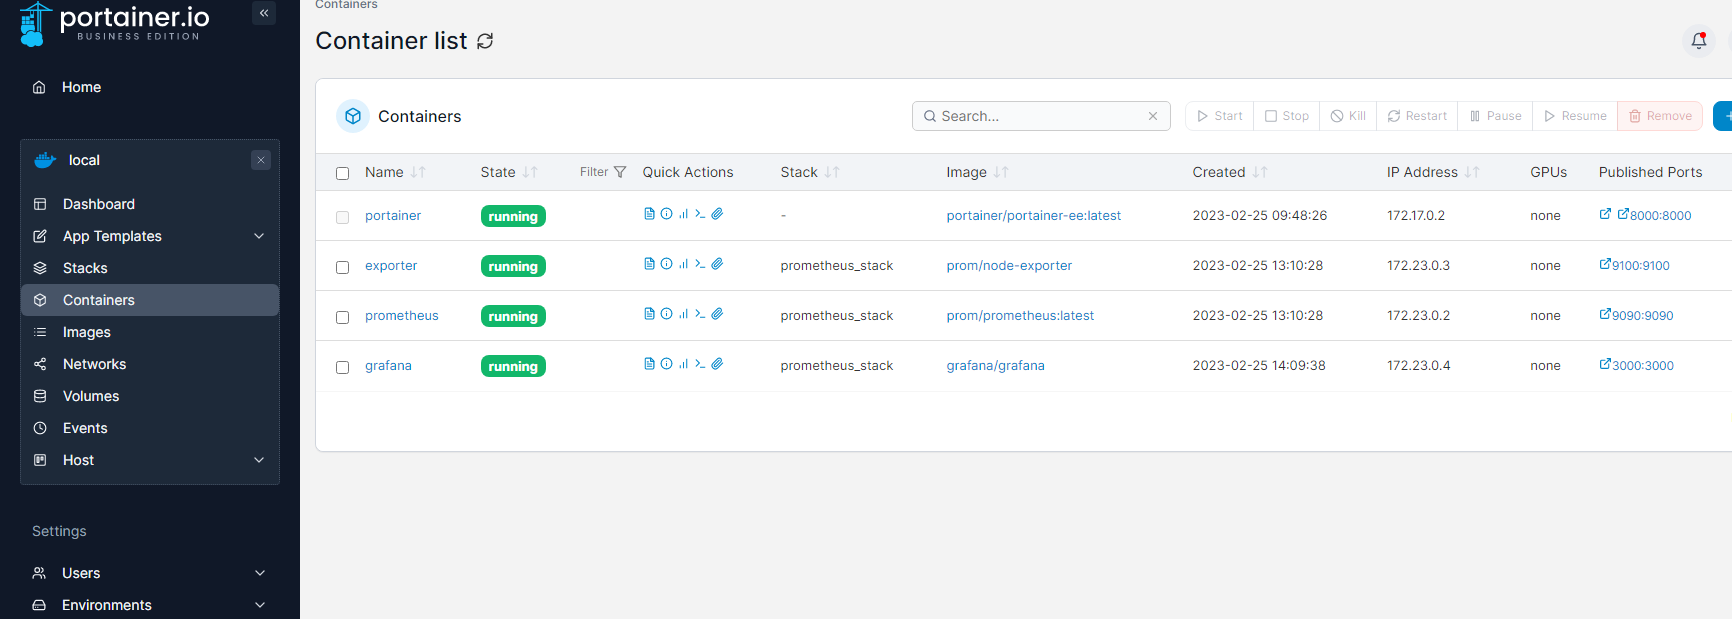 portainer.io
BUSINESS EDITION
Home
local
Dashboard
App Templates
Stacks
Containers
Images
Networks
Volumes
Events
Host
Settings
Users
Environments
Containers
Container list
Containers
Search...
Start Stop Kill Restart Pause Resume Remove
Name State Filter Quick Actions Stack Image Created IP Address GPUs Published Ports
portainer running - portainer/portainer-ee:latest 2023-02-25 09:48:26 172.17.0.2 none 8000:8000
exporter running prometheus_stack prom/node-exporter 2023-02-25 13:10:28 172.23.0.3 none 9100:9100
prometheus running prometheus_stack prom/prometheus:latest 2023-02-25 13:10:28 172.23.0.2 none 9090:9090
grafana running prometheus_stack grafana/grafana 2023-02-25 14:09:38 172.23.0.4 none 3000:3000